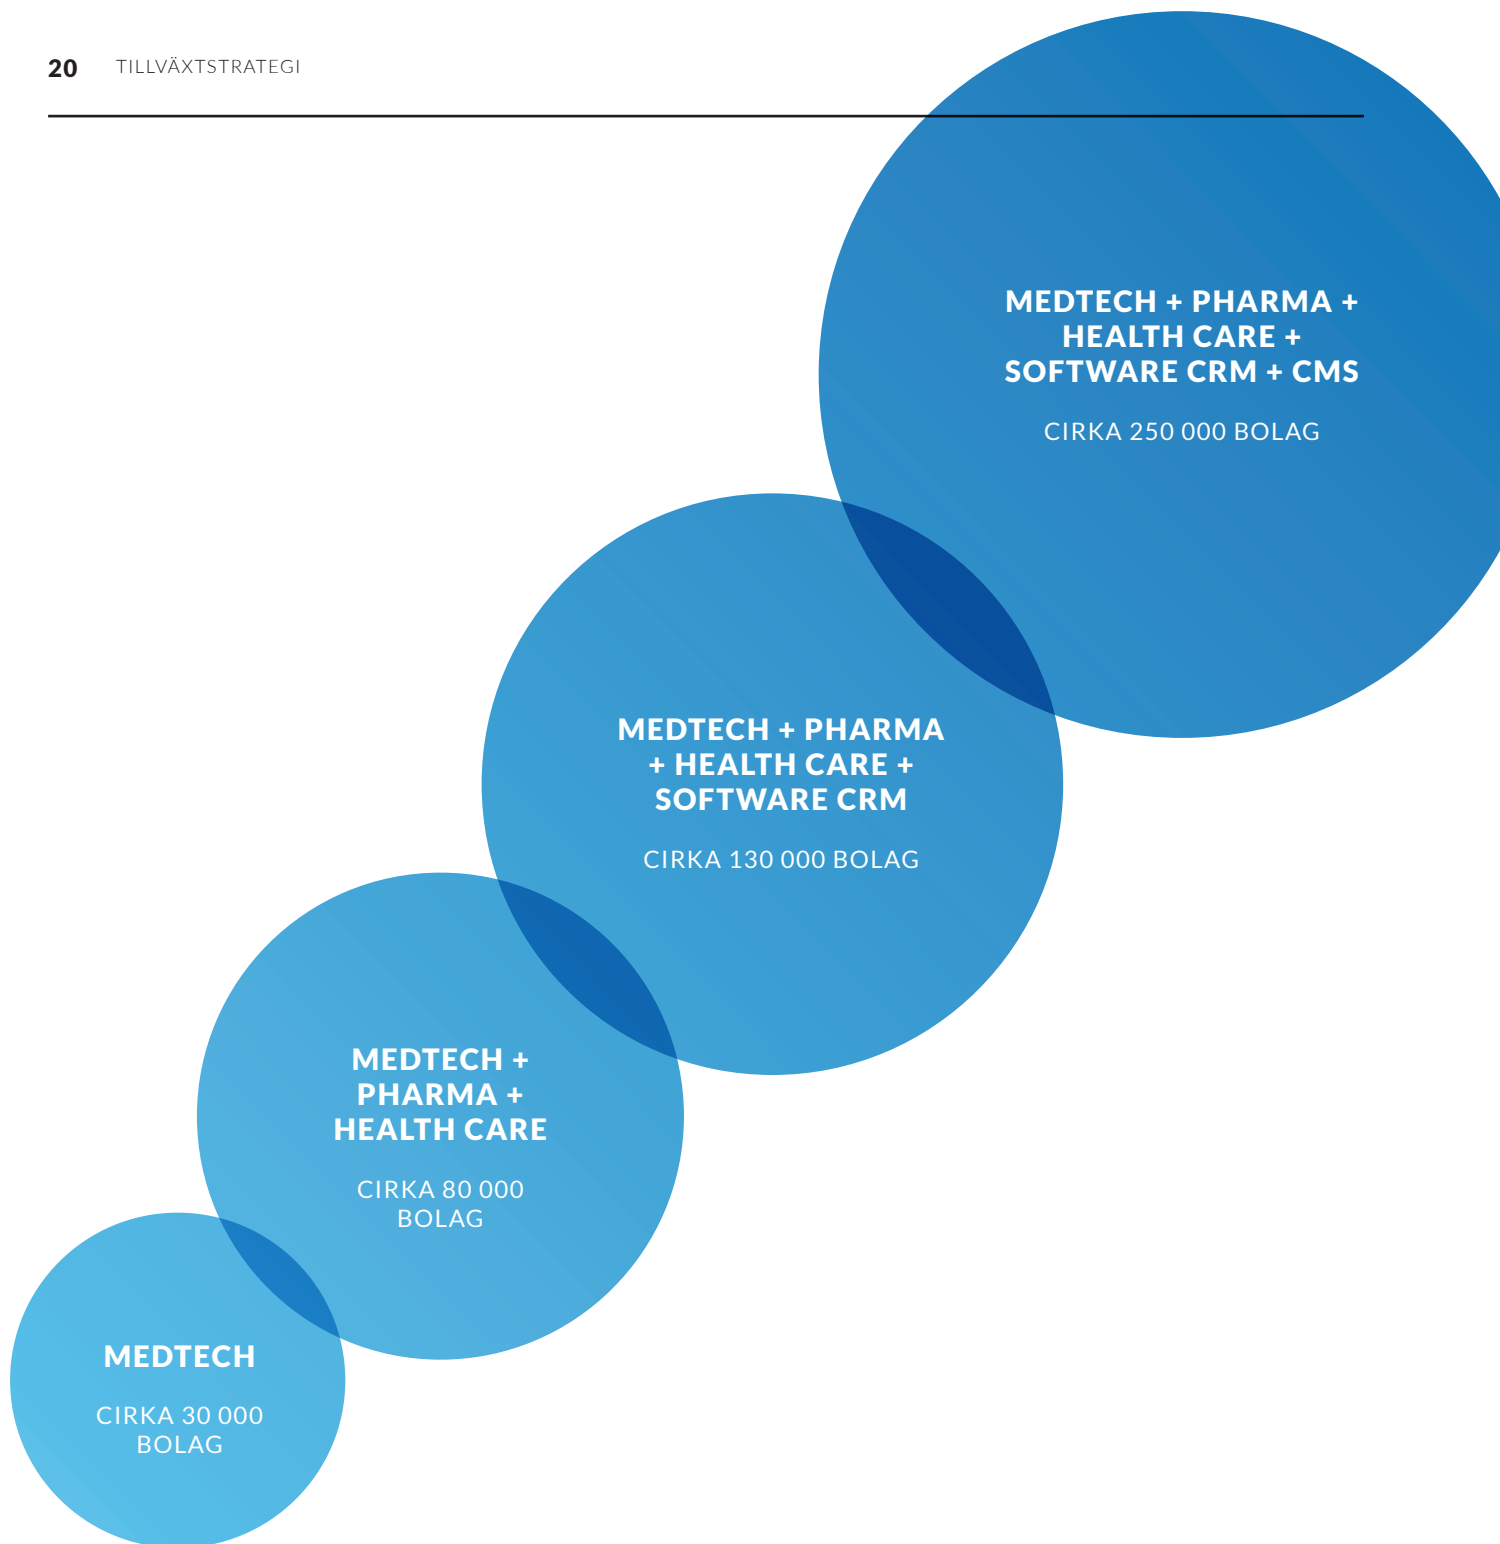 20 TILLVÄXTSTRATEGI
MEDTECH + PHARMA +
HEALTH CARE +
SOFTWARE CRM + CMS
CIRKA 250 000 BOLAG
MEDTECH + PHARMA
+ HEALTH CARE +
SOFTWARE CRM
CIRKA 130 000 BOLAG
MEDTECH +
PHARMA +
HEALTH CARE
CIRKA 80 000
BOLAG
MEDTECH
CIRKA 30 000
BOLAG